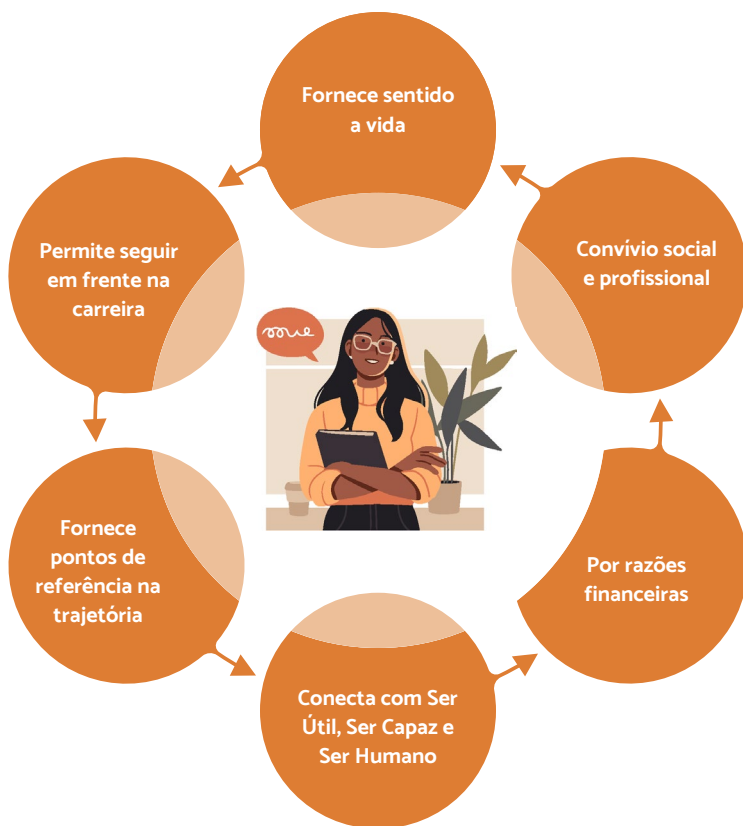 Fornece sentido
a vida
Permite seguir
em frente na
carreira
Fornece
pontos de
referência na
trajetória
Conecta com Ser
Útil, Ser Capaz e
Ser Humano
Por razões
financeiras
Convívio social
e profissional